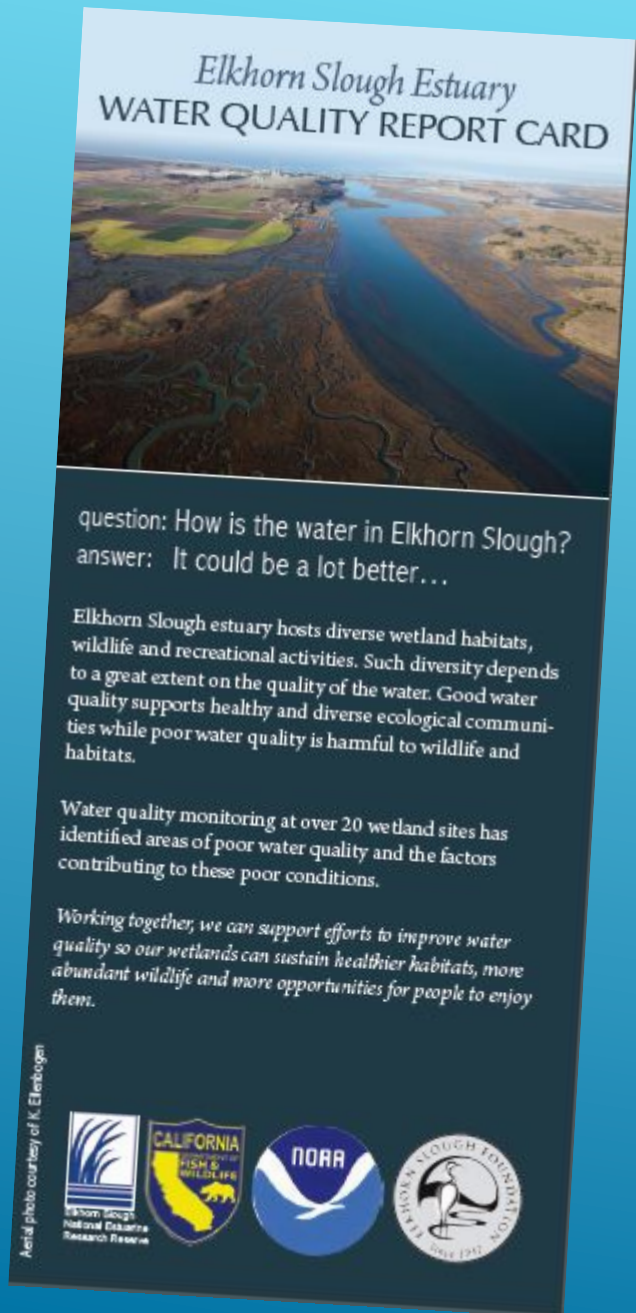 Elkhorn Slough Estuary
WATER QUALITY REPORT CARD
question: How is the water in Elkhorn Slough?
answer: It could be a lot better...
Elkhorn Slough estuary hosts diverse wetland habitats,
wildlife and recreational activities. Such diversity depends
to a great extent on the quality of the water. Good water
quality supports healthy and diverse ecological communi-
ties while poor water quality is harmful to wildlife and
habitats.
Water quality monitoring at over 20 wetland sites has
identified areas of poor water quality and the factors
contributing to these poor conditions.
Working together, we can support efforts to improve water
quality so our wetlands can sustain healthier habitats, more
abundant wildlife and more opportunities for people to enjoy
them.
Aerial photo courtesy of K. Ellenbogen
Elkhorn Slough
National Estuarine
Research Reserve
CALIFORNIA
DEPARTMENT OF
FISH &
WILDLIFE
NOAA
ELKHORN SLOUGH FOUNDATION